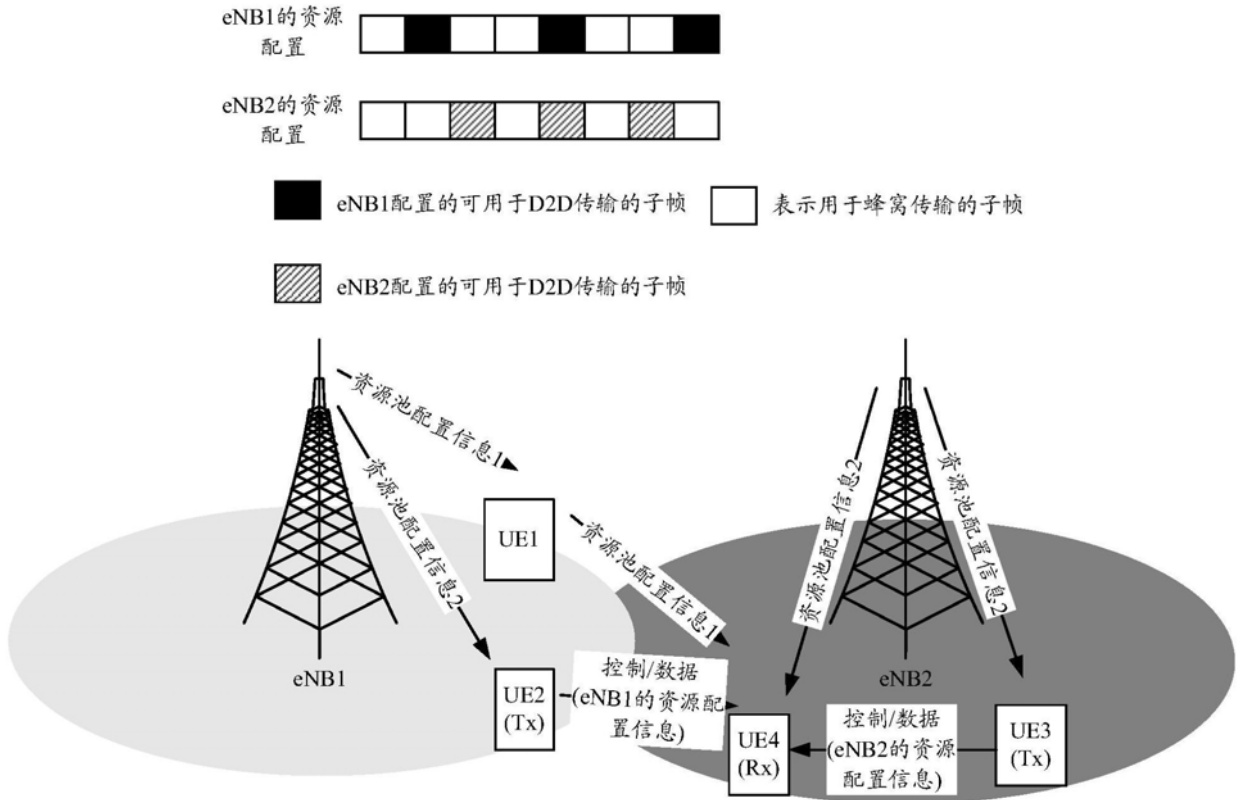 eNB1的资源
配置
eNB2的资源
配置
eNB1配置的可用于D2D传输的子帧
表示用于蜂窝传输的子帧
eNB2配置的可用于D2D传输的子帧
资源池配置信息1
资源池配置信息2
UE1
资源池配置信息1
资源池配置信息2
资源池配置信息2
eNB1
eNB2
UE2
(Tx)
控制/数据
(eNB1的资源配
置信息)
UE4
(Rx)
控制/数据
(eNB2的资源
配置信息)
UE3
(Tx)